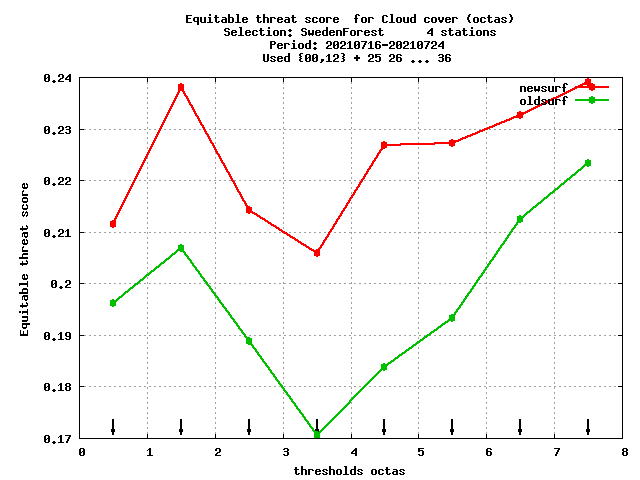 Equitable threat score  for Cloud cover (octas)
Selection: SwedenForest      4 stations
Period: 20210716-20210724
Used {00,12} + 25 26 ... 36
newsurf
oldsurf
Equitable threat score
0.24
0.23
0.22
0.21
0.2
0.19
0.18
0.17
0 1 2 3 4 5 6 7 8
thresholds octas